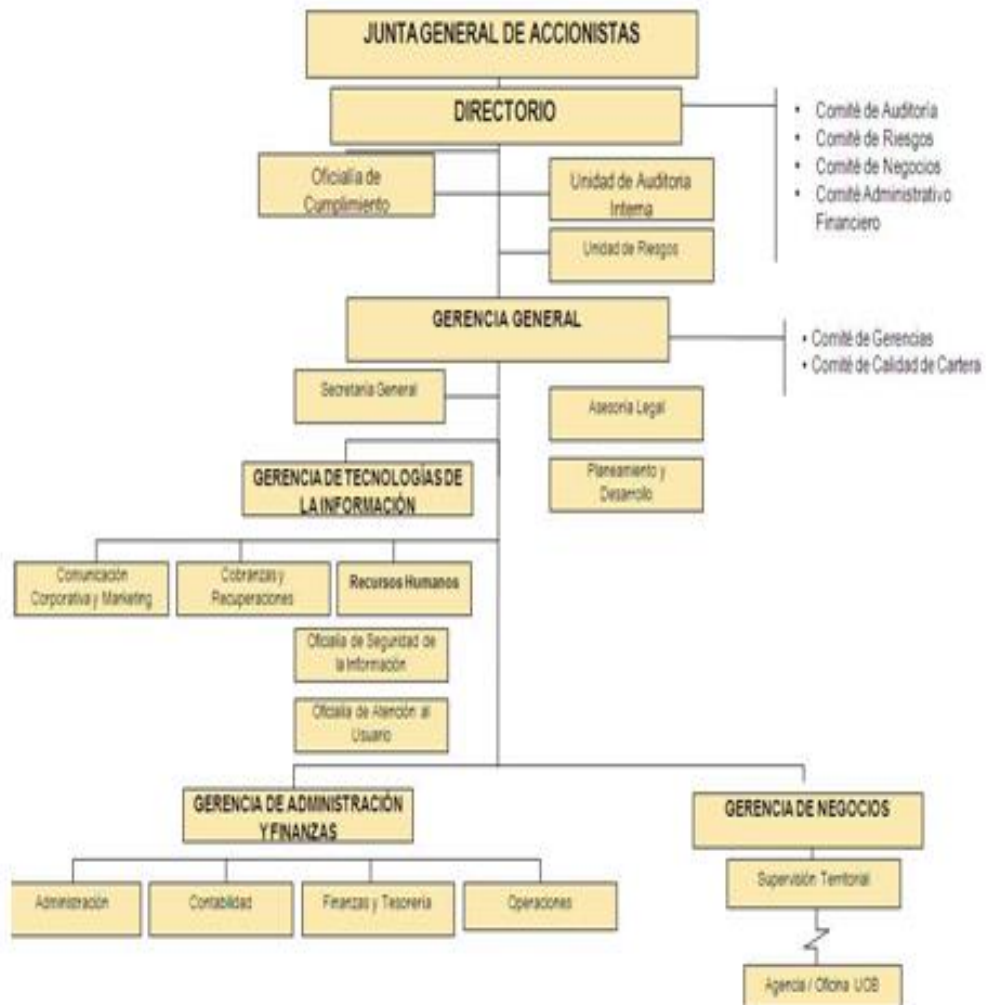 JUNTA GENERAL DE ACCIONISTAS
DIRECTORIO
• Comité de Auditoría
• Comité de Riesgos
• Comité de Negocios
• Comité Administrativo
Financiero
Oficialía de
Cumplimiento
Unidad de Auditoria
Interna
Unidad de Riesgos
GERENCIA GENERAL
• Comité de Gerencias
• Comité de Calidad de Cartera
Secretaría General
Asesoría Legal
GERENCIA DE TECNOLOGÍAS DE
LA INFORMACIÓN
Planeamiento y
Desarrollo
Comunicación
Corporativa y Marketing
Cobranzas y
Recuperaciones
Recursos Humanos
Oficialía de Seguridad de
la Información
Oficialía de Atención al
Usuario
GERENCIA DE ADMINISTRACIÓN
Y FINANZAS
GERENCIA DE NEGOCIOS
Administración
Contabilidad
Finanzas y Tesorería
Operaciones
Supervisión Territorial
Agencia / Oficina UOB